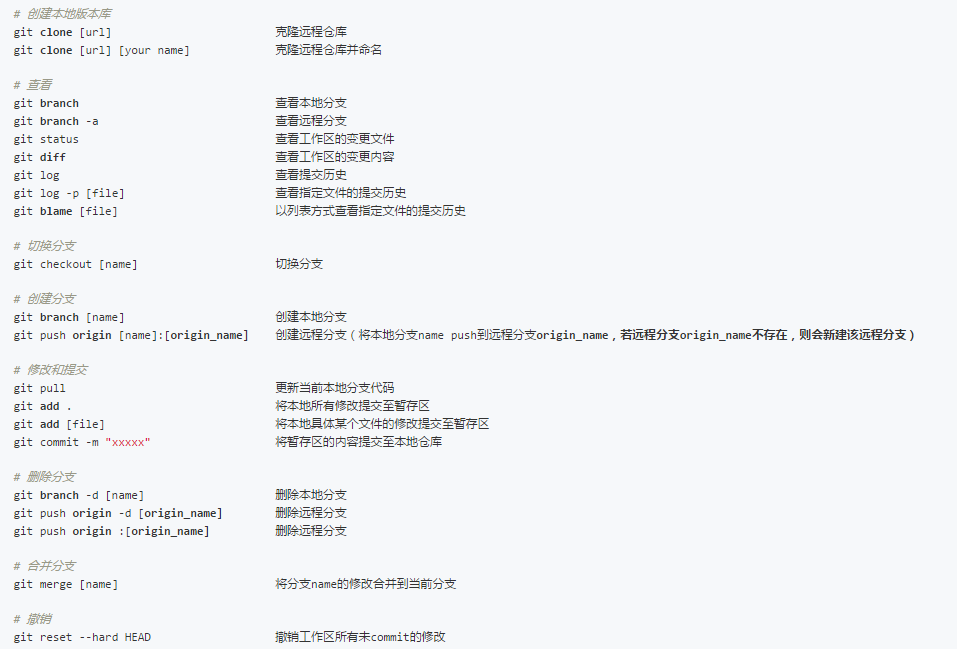 # 创建本地版本库
git clone [url] 克隆远程仓库
git clone [url] [your name] 克隆远程仓库并命名
# 查看
git branch 查看本地分支
git branch -a 查看远程分支
git status 查看工作区的变更文件
git diff 查看工作区的变更内容
git log 查看提交历史
git log -p [file] 查看指定文件的提交历史
git blame [file] 以列表方式查看指定文件的提交历史
# 切换分支
git checkout [name] 切换分支
# 创建分支
git branch [name] 创建本地分支
git push origin [name]:[origin_name] 创建远程分支（将本地分支name push到远程分支origin_name，若远程分支origin_name不存在，则会新建该远程分支）
# 修改和提交
git pull 更新当前本地分支代码
git add . 将本地所有修改提交至暂存区
git add [file] 将本地具体某个文件的修改提交至暂存区
git commit -m "xxxxx" 将暂存区的内容提交至本地仓库
# 删除分支
git branch -d [name] 删除本地分支
git push origin -d [origin_name] 删除远程分支
git push origin :[origin_name] 删除远程分支
# 合并分支
git merge [name] 将分支name的修改合并到当前分支
# 撤销
git reset --hard HEAD 撤销工作区所有未commit的修改